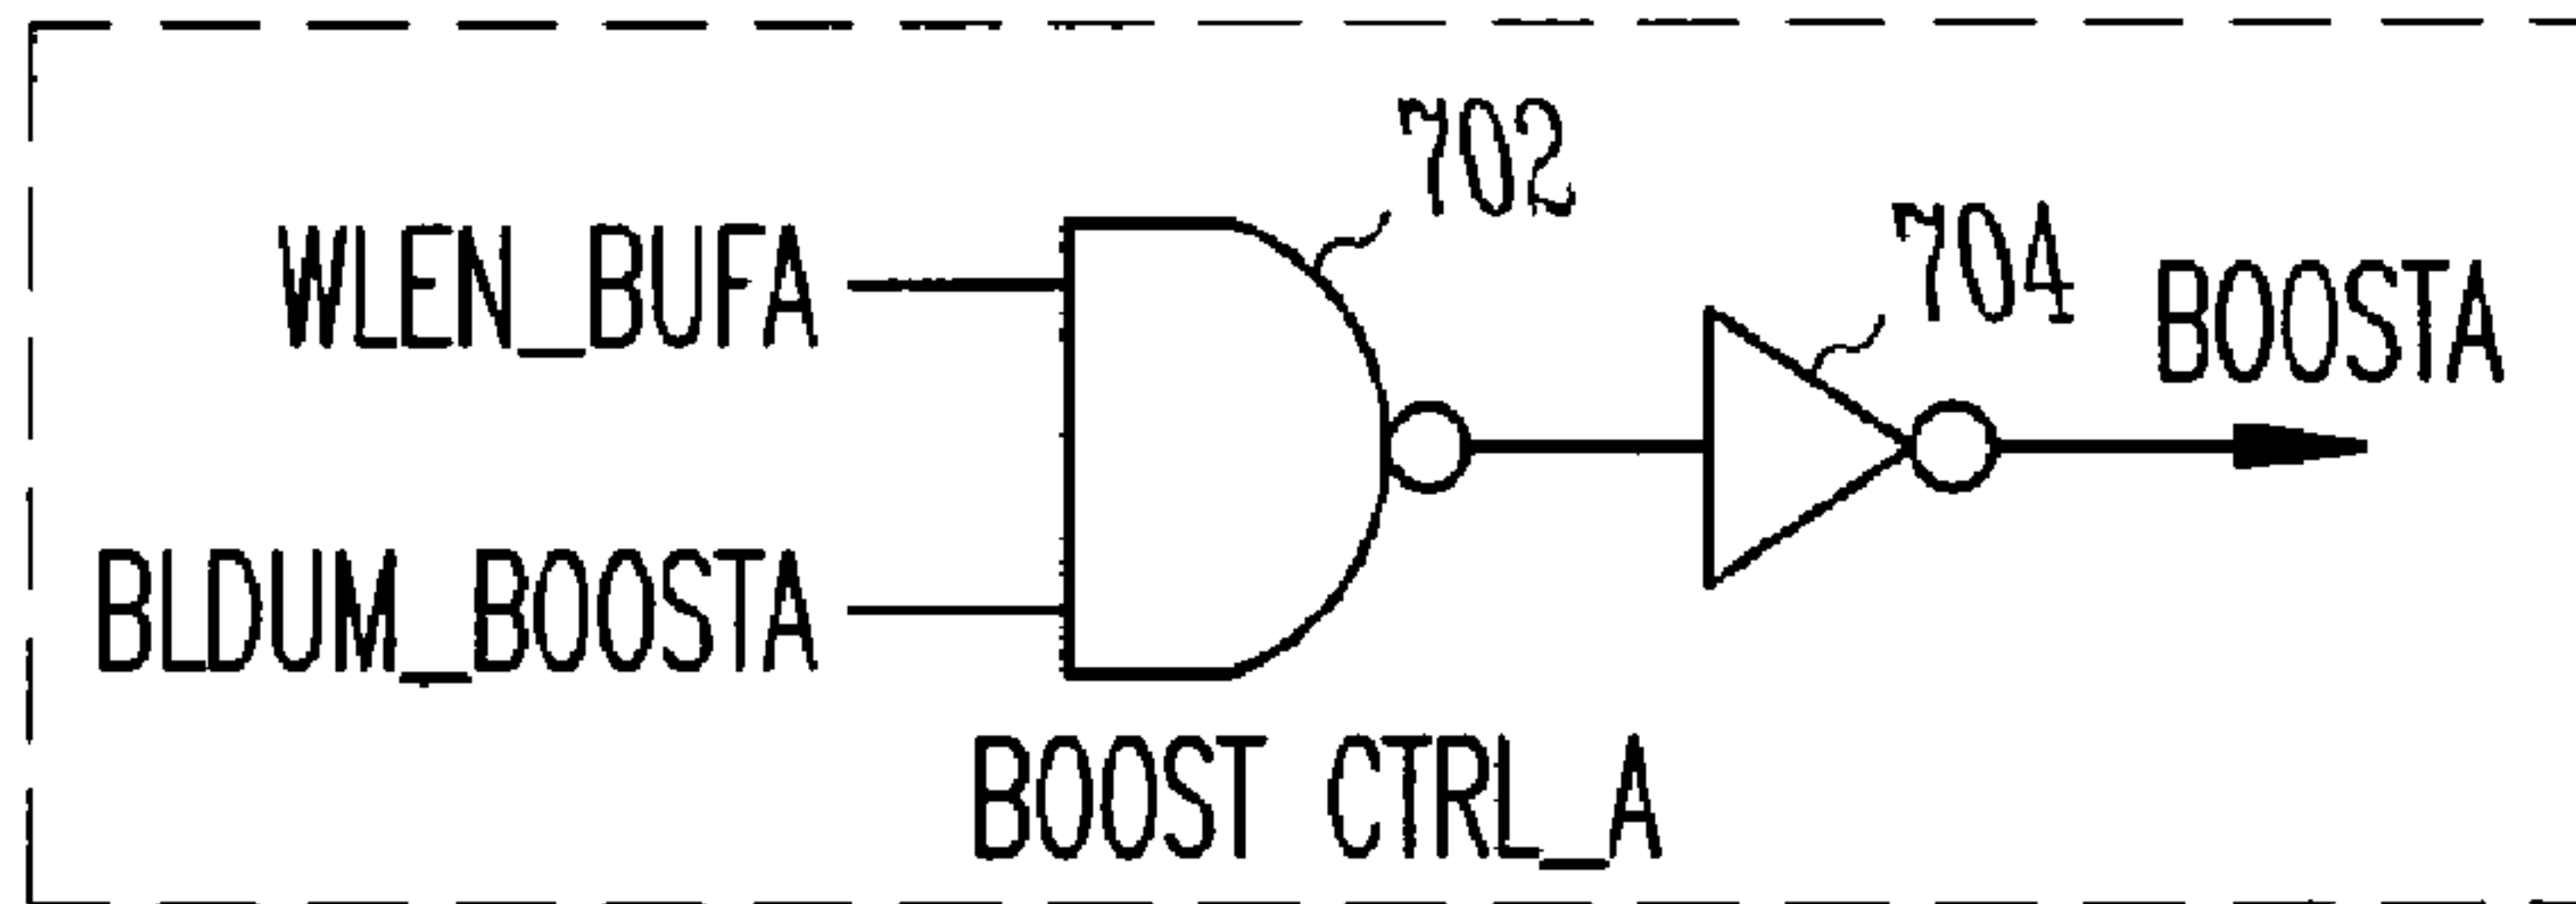 702
704
WLEN_BUFA
BOOSTA
BLDUM_BOOSTA
BOOST CTRL_A